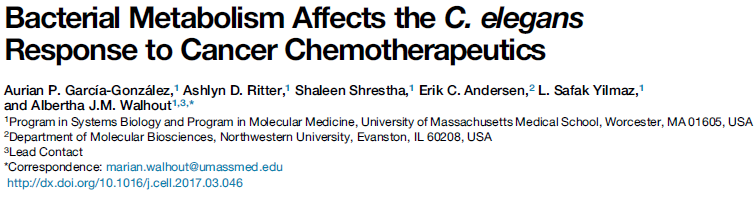 Bacterial Metabolism Affects the C. elegans
Response to Cancer Chemotherapeutics
Aurian P. García-González,1 Ashlyn D. Ritter,1 Shaleen Shrestha,1 Erik C. Andersen,2 L. Safak Yilmaz,1
and Albertha J.M. Walhout1,3,*
1Program in Systems Biology and Program in Molecular Medicine, University of Massachusetts Medical School, Worcester, MA 01605, USA
2Department of Molecular Biosciences, Northwestern University, Evanston, IL 60208, USA
3Lead Contact
*Correspondence: marian.walhout@umassmed.edu
http://dx.doi.org/10.1016/j.cell.2017.03.046